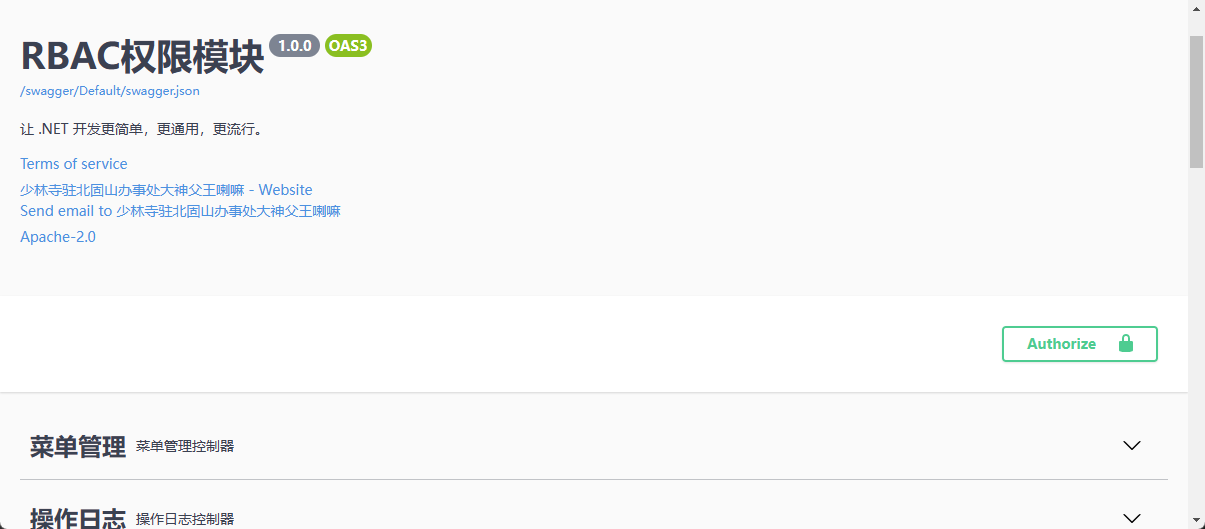 RBAC权限模块 1.0.0 OAS3
/swagger/Default/swagger.json
让 .NET 开发更简单，更通用，更流行。
Terms of service
少林寺驻北固山办事处大神父王喇嘛 - Website
Send email to 少林寺驻北固山办事处大神父王喇嘛
Apache-2.0
Authorize
菜单管理 菜单管理控制器
操作日志 操作日志控制器